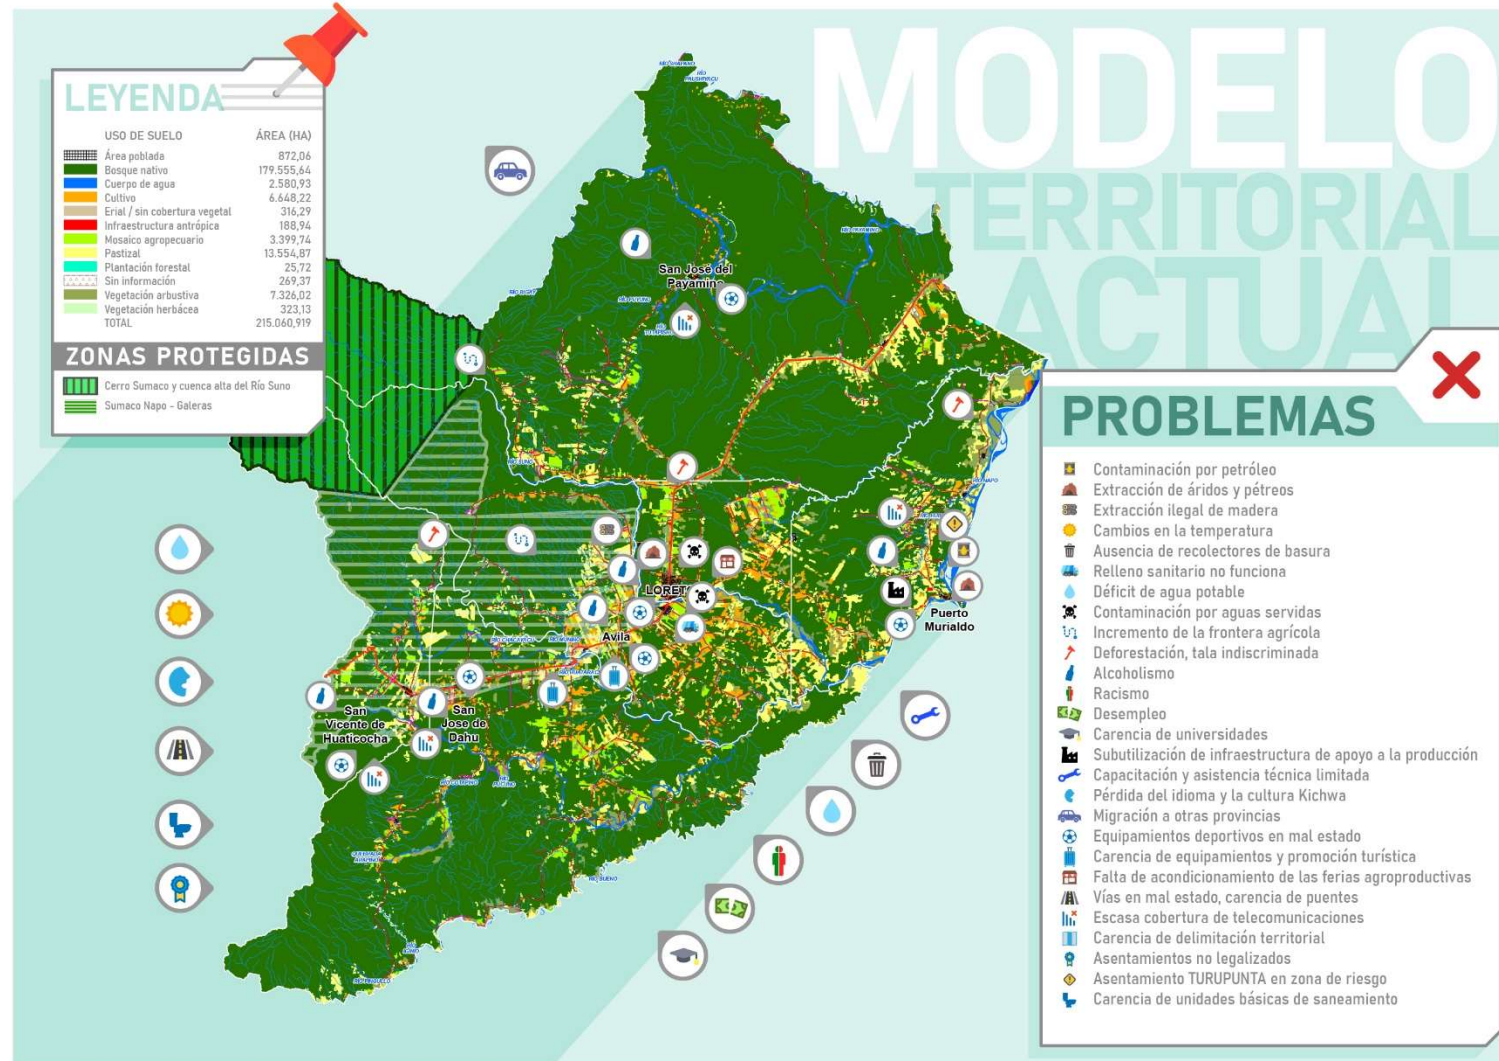 MODELO
TERRITORIAL
ACTUAL
LEYENDA
USO DE SUELO ÁREA (HA)
Área poblada 872,06
Bosque nativo 179.555,64
Cuerpo de agua 2.580,93
Cultivo 6.648,22
Erial / sin cobertura vegetal 316,29
Infraestructura antrópica 188,94
Mosaico agropecuario 3.399,74
Pastizal 13.554,87
Plantación forestal 25,72
Sin información 269,37
Vegetación arbustiva 7.326,02
Vegetación herbácea 323,13
TOTAL 215.060,919
ZONAS PROTEGIDAS
Cerro Sumaco y cuenca alta del Río Suno
Sumaco Napo - Galeras
San José del
Payamino
RÍO PAYAMINO
RÍO NAPO
LORETO
Avila
Puerto
Murialdo
San
Vicente de
Huaticocha
San
Jose de
Dahu
PROBLEMAS
Contaminación por petróleo
Extracción de áridos y pétreos
Extracción ilegal de madera
Cambios en la temperatura
Ausencia de recolectores de basura
Relleno sanitario no funciona
Déficit de agua potable
Contaminación por aguas servidas
Incremento de la frontera agrícola
Deforestación, tala indiscriminada
Alcoholismo
Racismo
Desempleo
Carencia de universidades
Subutilización de infraestructura de apoyo a la producción
Capacitación y asistencia técnica limitada
Pérdida del idioma y la cultura Kichwa
Migración a otras provincias
Equipamientos deportivos en mal estado
Carencia de equipamientos y promoción turística
Falta de acondicionamiento de las ferias agroproductivas
Vías en mal estado, carencia de puentes
Escasa cobertura de telecomunicaciones
Carencia de delimitación territorial
Asentamientos no legalizados
Asentamiento TURUPUNTA en zona de riesgo
Carencia de unidades básicas de saneamiento